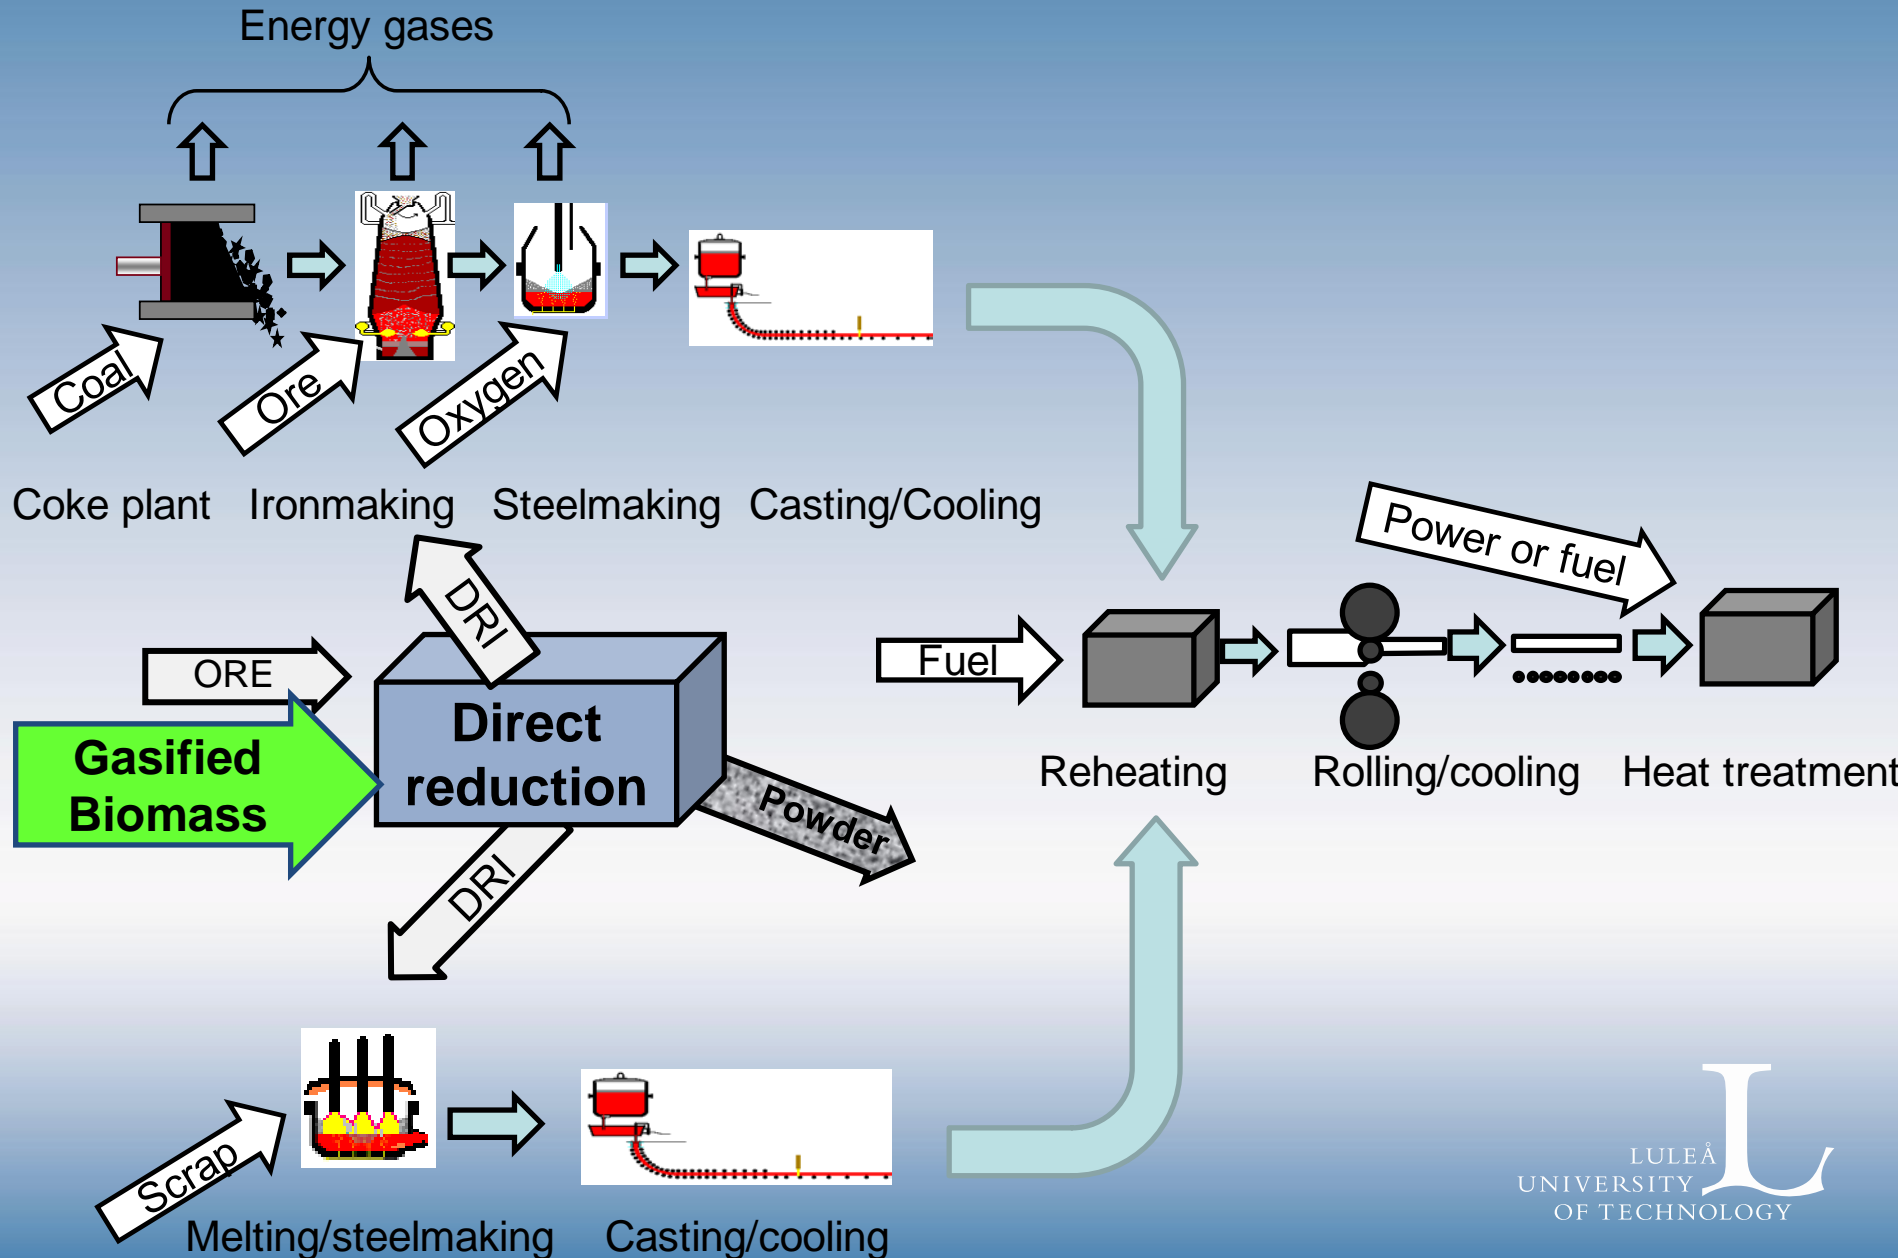 Energy gases
Coal
Ore
Oxygen
Coke plant
Ironmaking
Steelmaking
Casting/Cooling
Power or fuel
DRI
ORE
Fuel
Direct
reduction
Gasified
Biomass
Powder
Reheating
Rolling/cooling
Heat treatment
DRI
Scrap
Melting/steelmaking
Casting/cooling
LULEÅ
UNIVERSITY
OF TECHNOLOGY
L